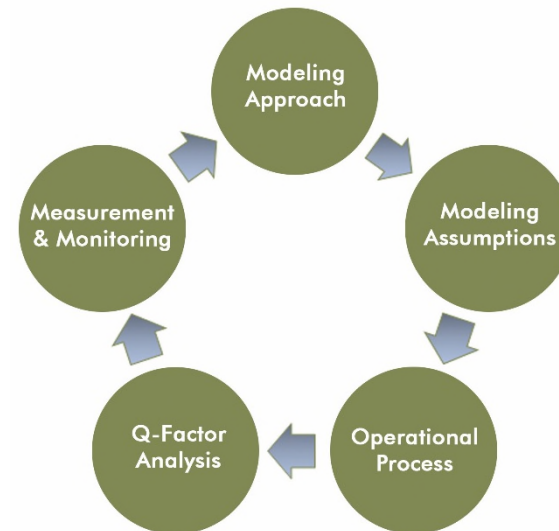 Modeling
Approach
Modeling
Assumptions
Operational
Process
Q-Factor
Analysis
Measurement
& Monitoring